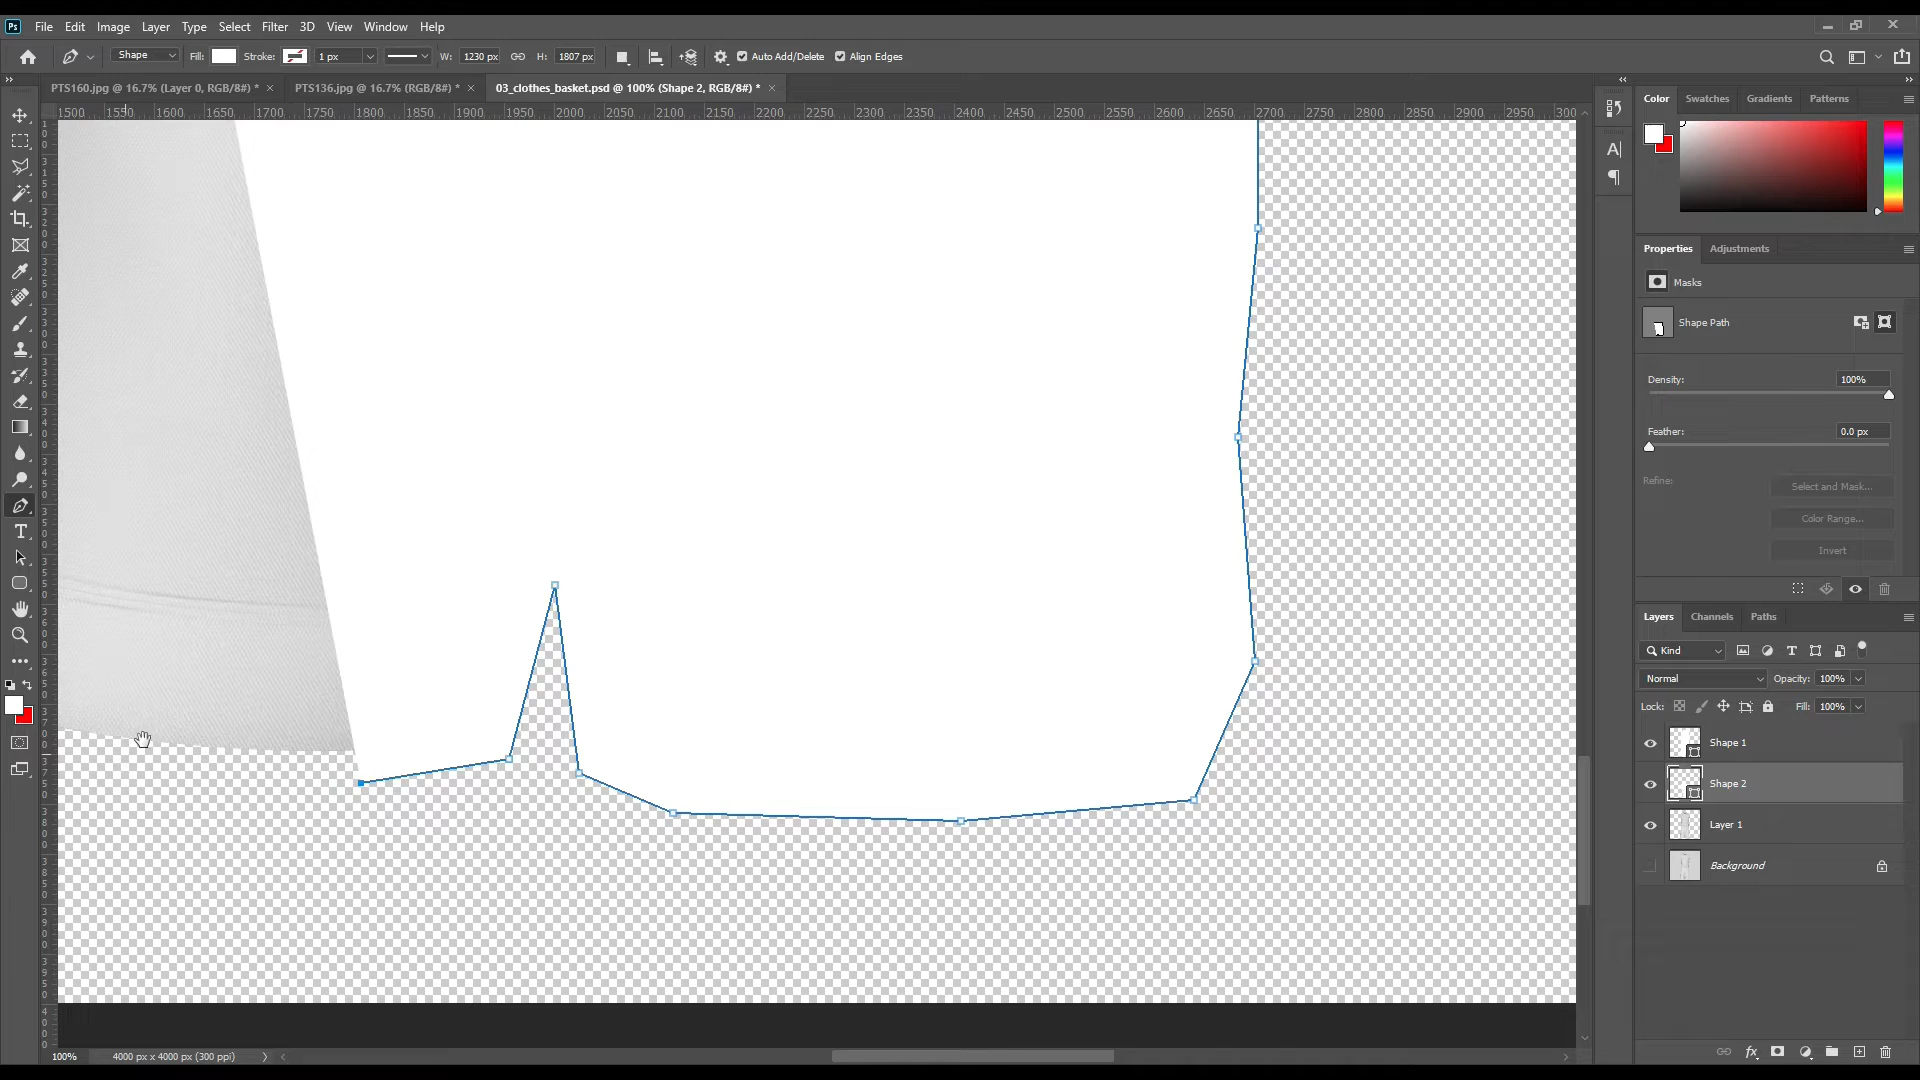 Ps File Edit Image Layer Type Select Filter 3D View Window Help
Shape Fill: Stroke: 1 px W: 1230 px H: 1807 px Auto Add/Delete Align Edges
PTS160.jpg @ 16.7% (Layer 0, RGB/8#) * × PTS136.jpg @ 16.7% (RGB/8#) * × 03_clothes_basket.psd @ 100% (Shape 2, RGB/8#) * ×
1500 1550 1600 1650 1700 1750 1800 1850 1900 1950 2000 2050 2100 2150 2200 2250 2300 2350 2400 2450 2500 2550 2600 2650 2700 2750 2800 2850 2900 2950 300
Color Swatches Gradients Patterns
Properties Adjustments
Masks
Shape Path
Density: 100%
Feather: 0.0 px
Refine: Select and Mask...
Color Range...
Invert
Layers Channels Paths
Kind
Normal Opacity: 100%
Lock: Fill: 100%
Shape 1
Shape 2
Layer 1
Background
fx
100% 4000 px x 4000 px (300 ppi)